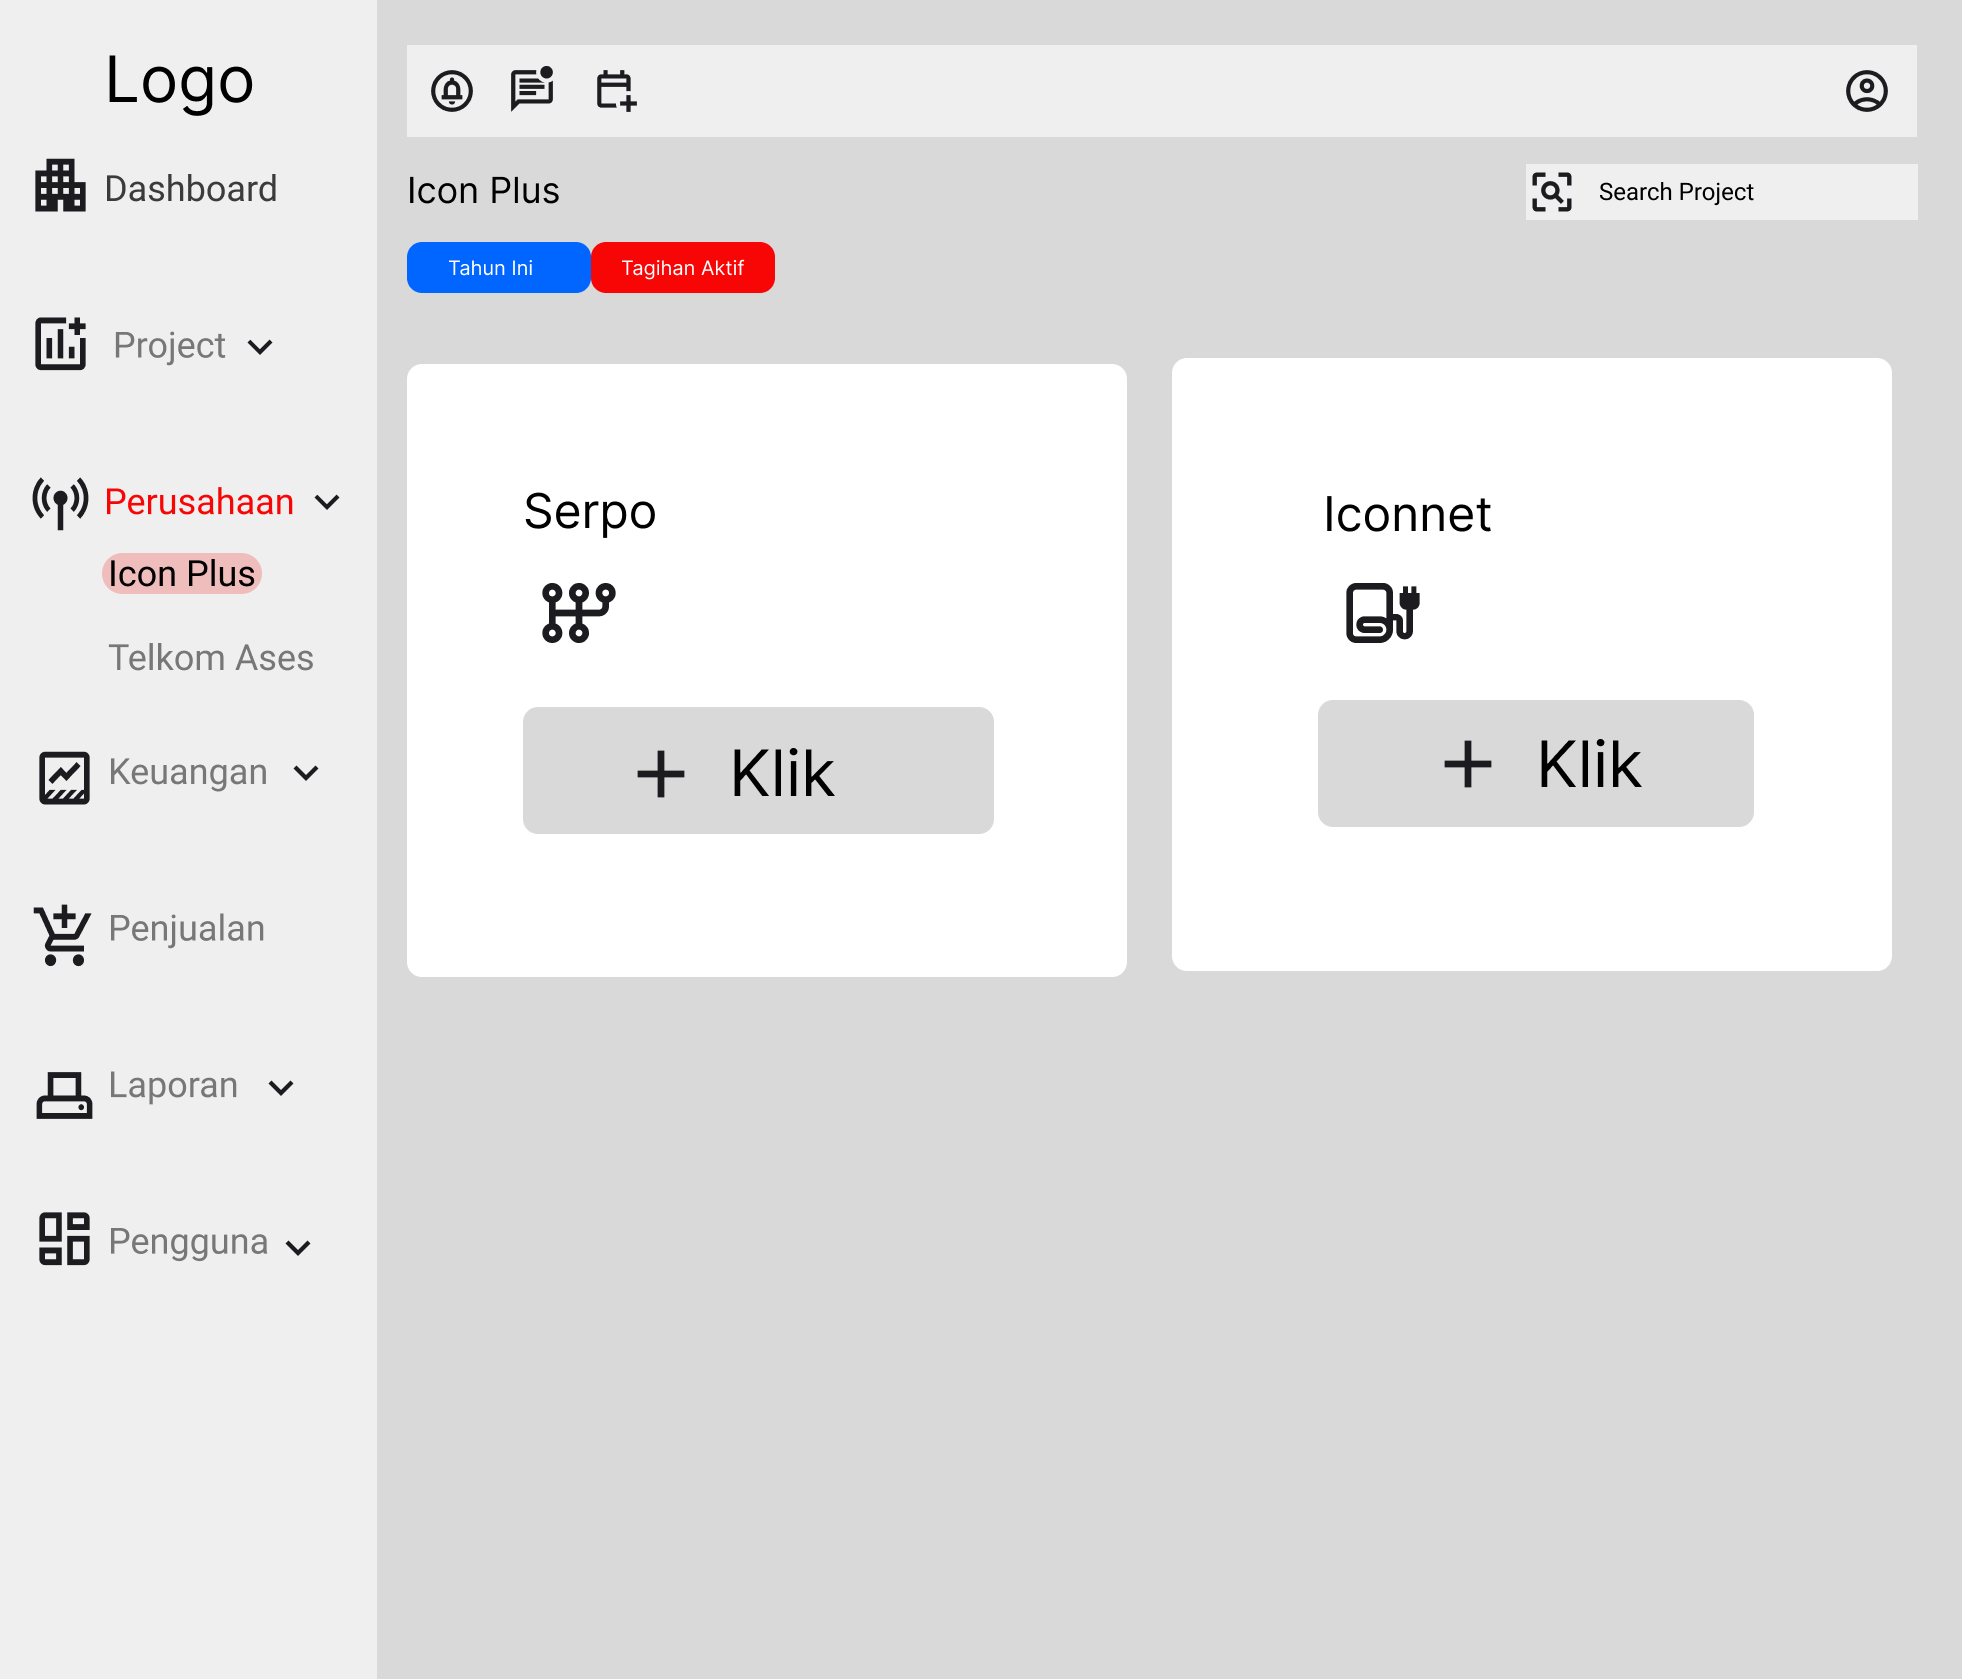 Logo
Dashboard
Project
Perusahaan
Icon Plus
Telkom Ases
Keuangan
Penjualan
Laporan
Pengguna
Icon Plus
Search Project
Tahun Ini
Tagihan Aktif
Serpo
Klik
Iconnet
Klik